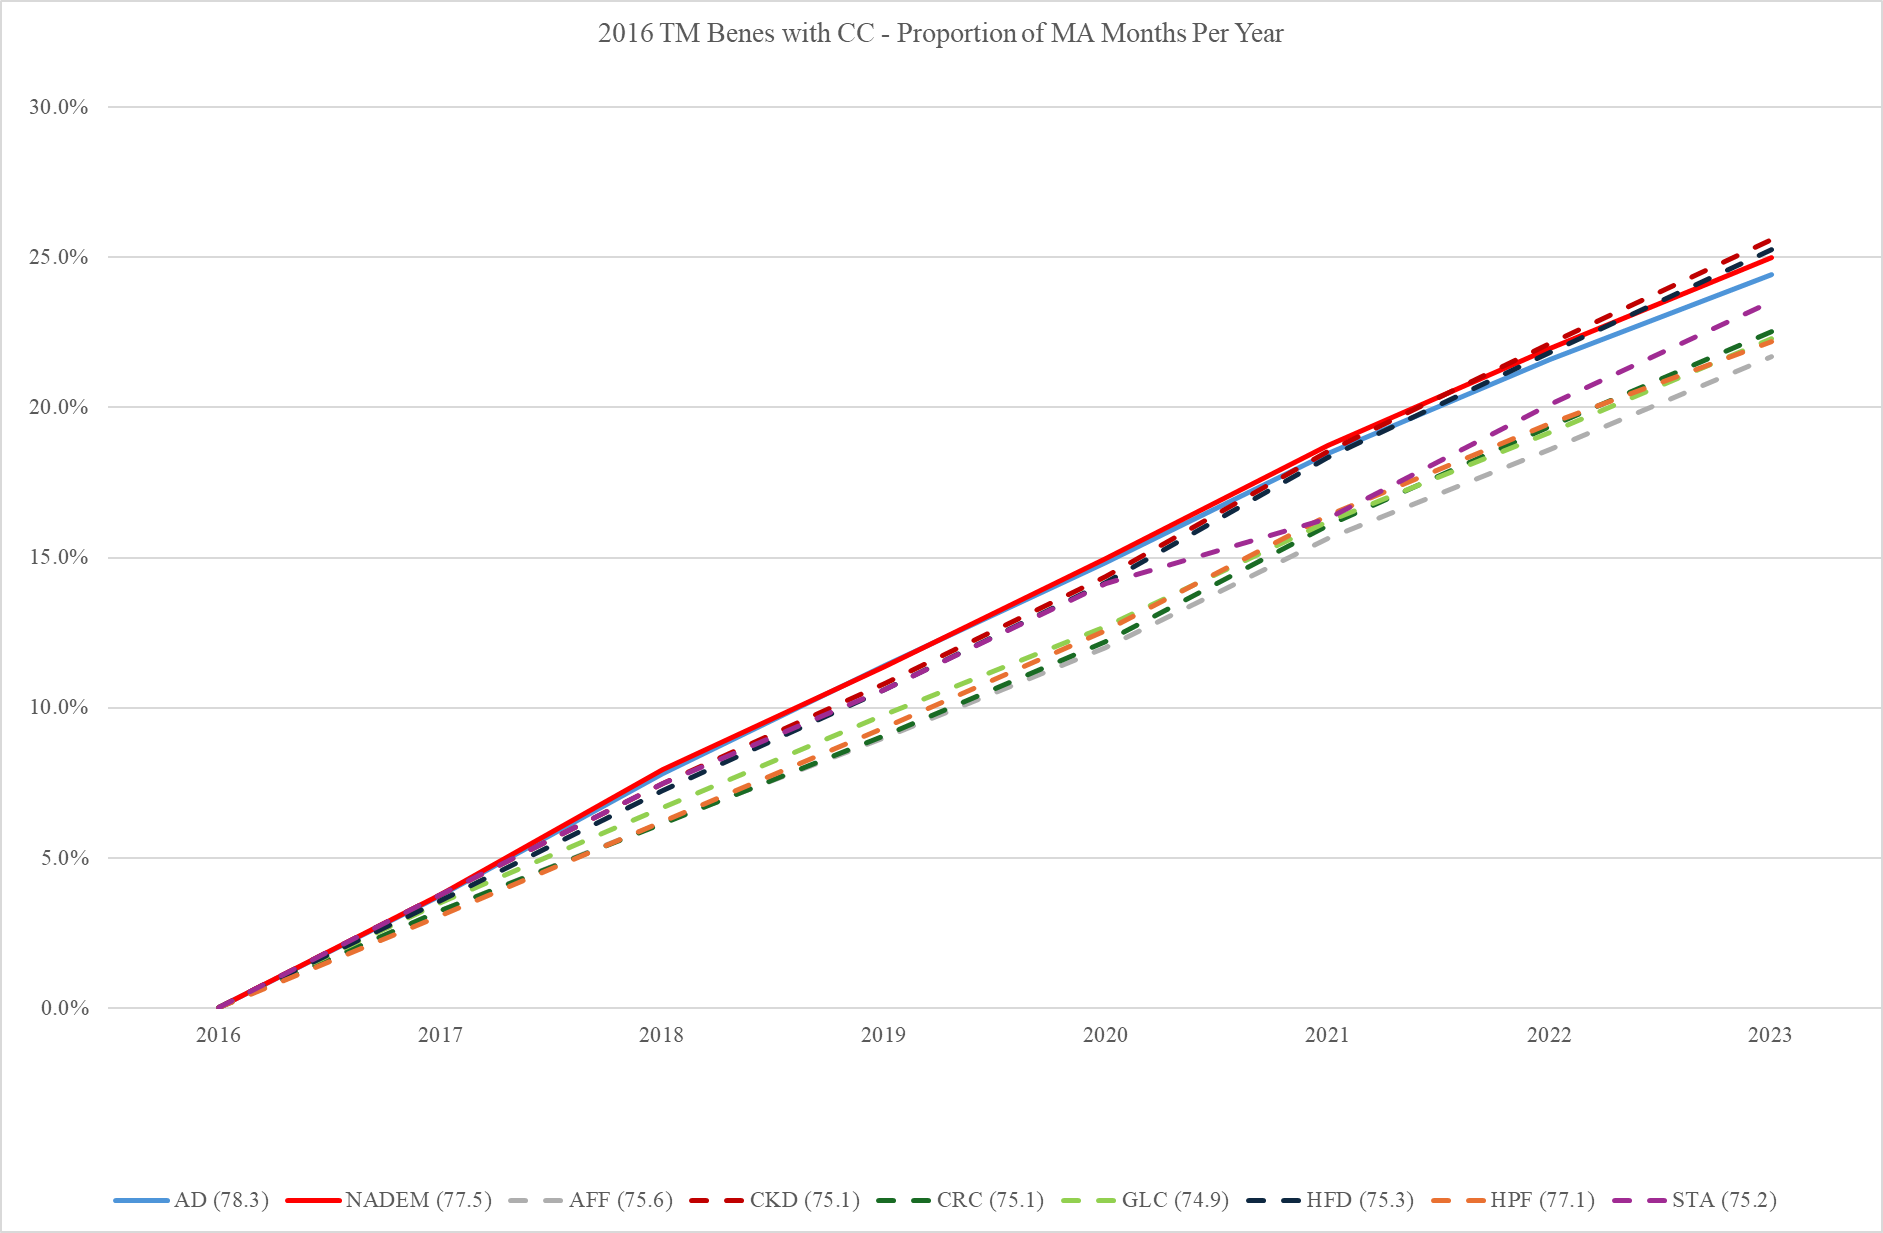 2016 TM Benes with CC - Proportion of MA Months Per Year
30.0%
25.0%
20.0%
15.0%
10.0%
5.0%
0.0%
2016 2017 2018 2019 2020 2021 2022 2023
AD (78.3) NADEM (77.5) AFF (75.6) CKD (75.1) CRC (75.1) GLC (74.9) HFD (75.3) HPF (77.1) STA (75.2)